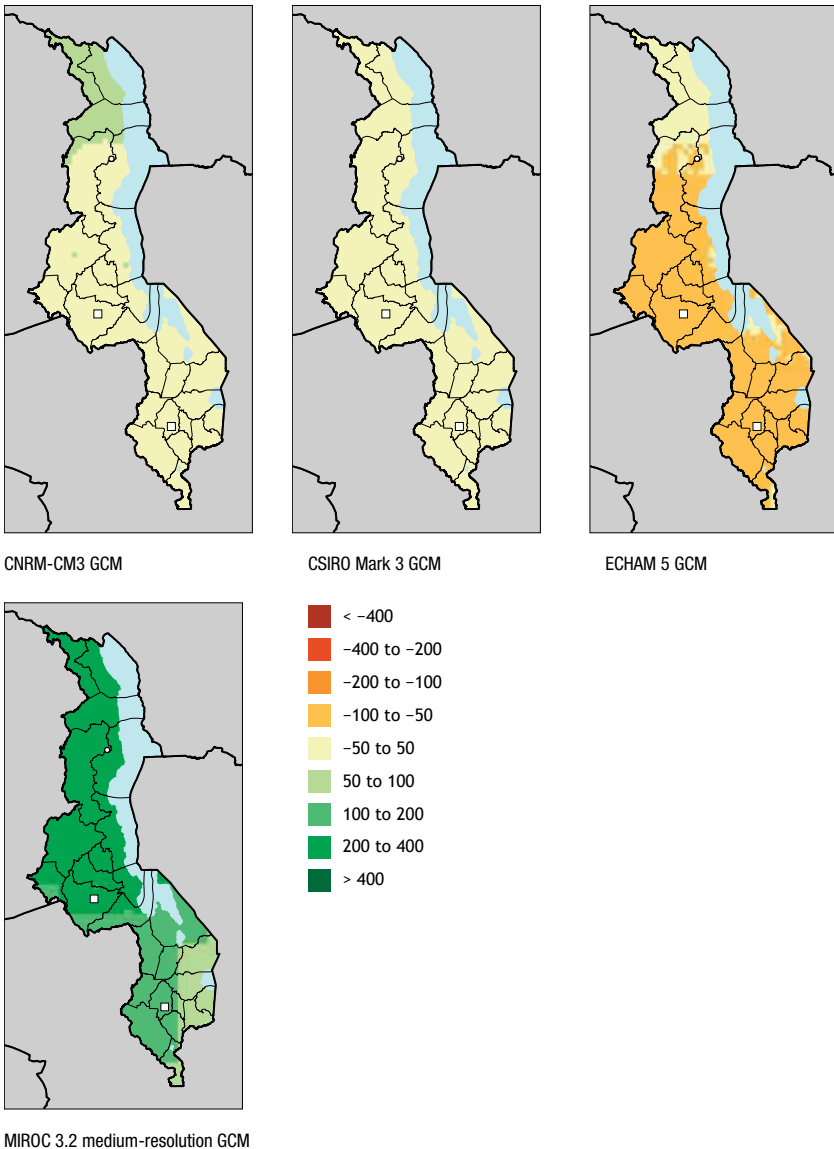 CNRM-CM3 GCM
CSIRO Mark 3 GCM
ECHAM 5 GCM
< −400
−400 to −200
−200 to −100
−100 to −50
−50 to 50
50 to 100
100 to 200
200 to 400
> 400
MIROC 3.2 medium-resolution GCM